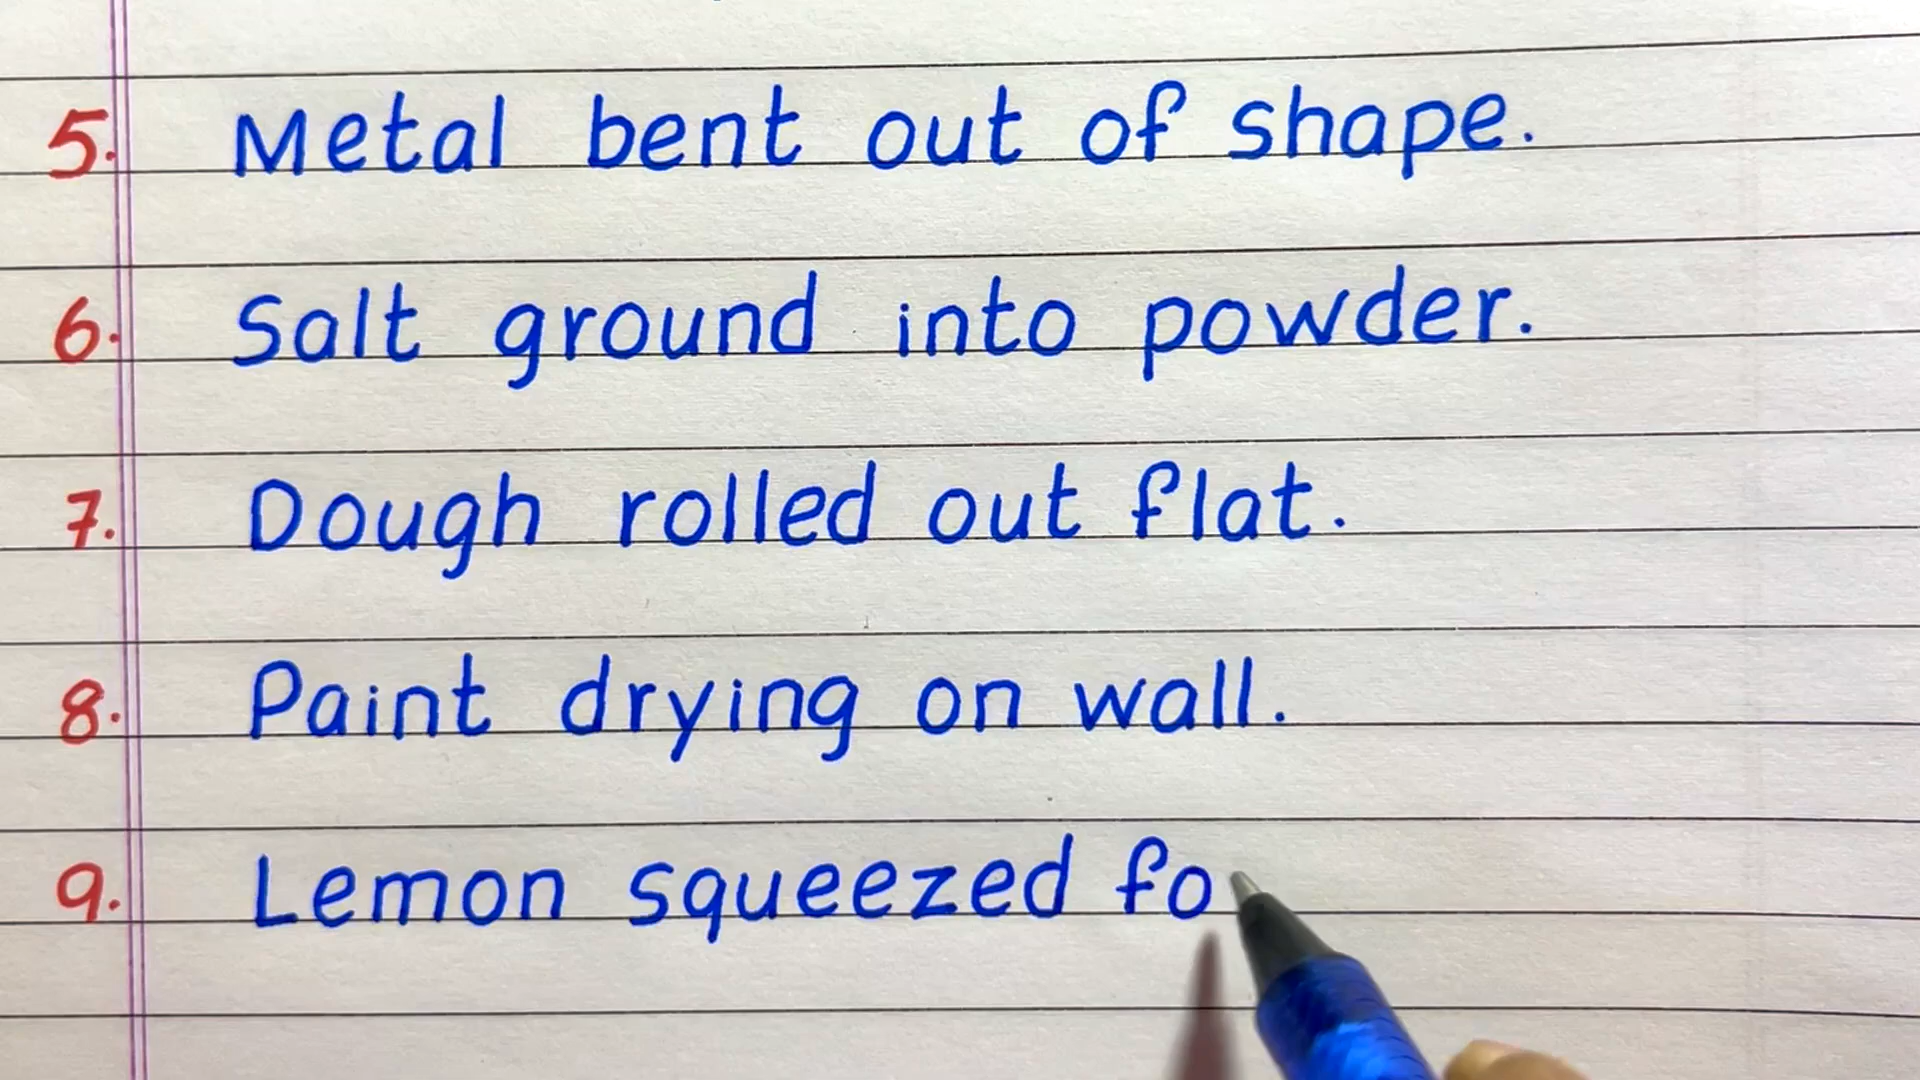 5. Metal bent out of shape.
6. Salt ground into powder.
7. Dough rolled out flat.
8. Paint drying on wall.
9. Lemon squeezed fo